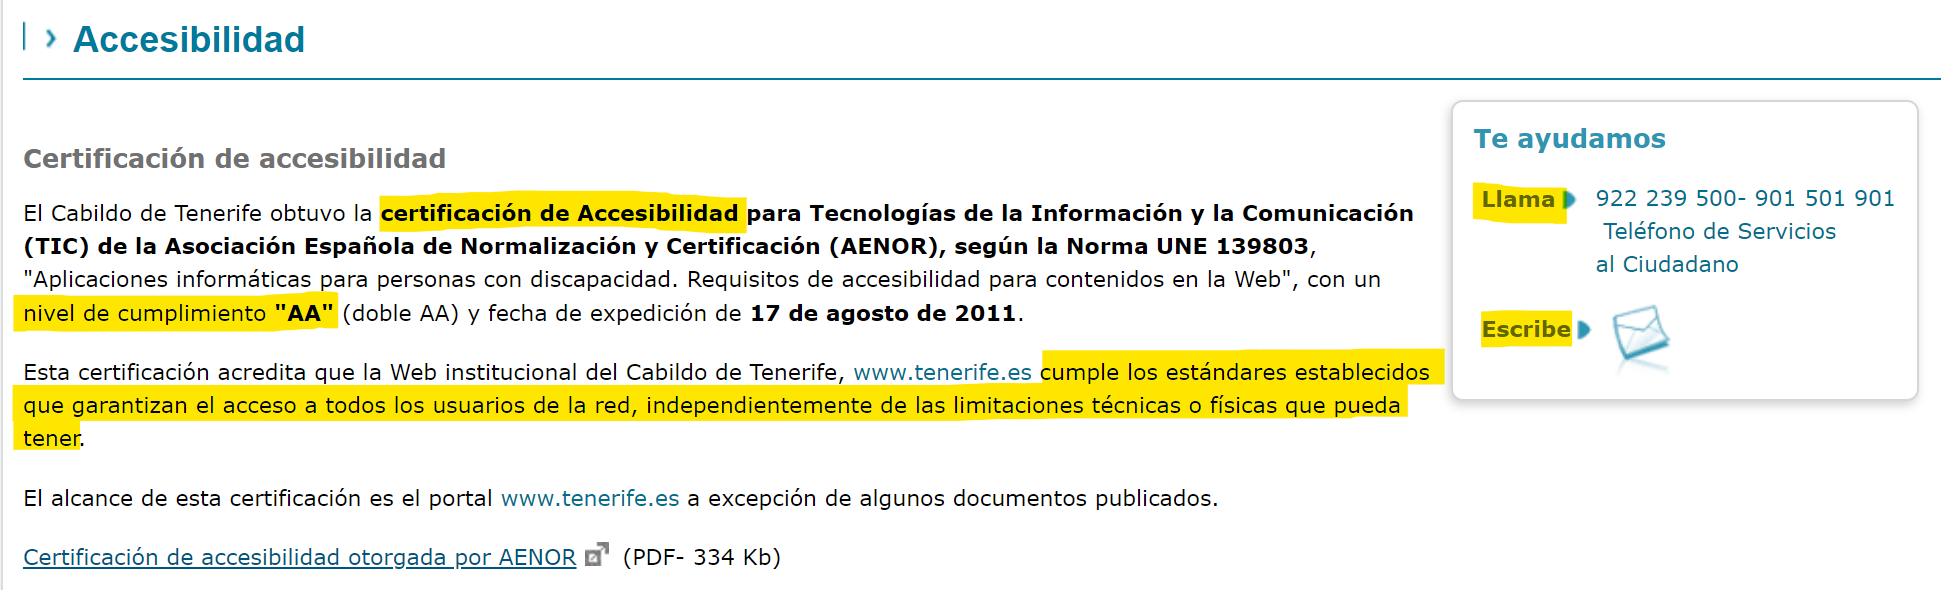 Accesibilidad
Certificación de accesibilidad
El Cabildo de Tenerife obtuvo la certificación de Accesibilidad para Tecnologías de la Información y la Comunicación
(TIC) de la Asociación Española de Normalización y Certificación (AENOR), según la Norma UNE 139803,
"Aplicaciones informáticas para personas con discapacidad. Requisitos de accesibilidad para contenidos en la Web", con un
nivel de cumplimiento "AA" (doble AA) y fecha de expedición de 17 de agosto de 2011.
Esta certificación acredita que la Web institucional del Cabildo de Tenerife, www.tenerife.es cumple los estándares establecidos
que garantizan el acceso a todos los usuarios de la red, independientemente de las limitaciones técnicas o físicas que pueda
tener.
El alcance de esta certificación es el portal www.tenerife.es a excepción de algunos documentos publicados.
Certificación de accesibilidad otorgada por AENOR (PDF- 334 Kb)
Te ayudamos
Llama 922 239 500- 901 501 901
Teléfono de Servicios
al Ciudadano
Escribe